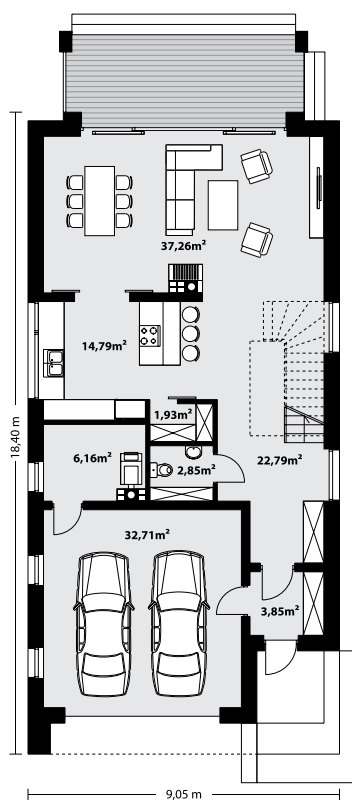 37,26m²
14,79m²
1,93m²
6,16m²
2,85m²
22,79m²
18,40 m
32,71m²
3,85m²
9,05 m